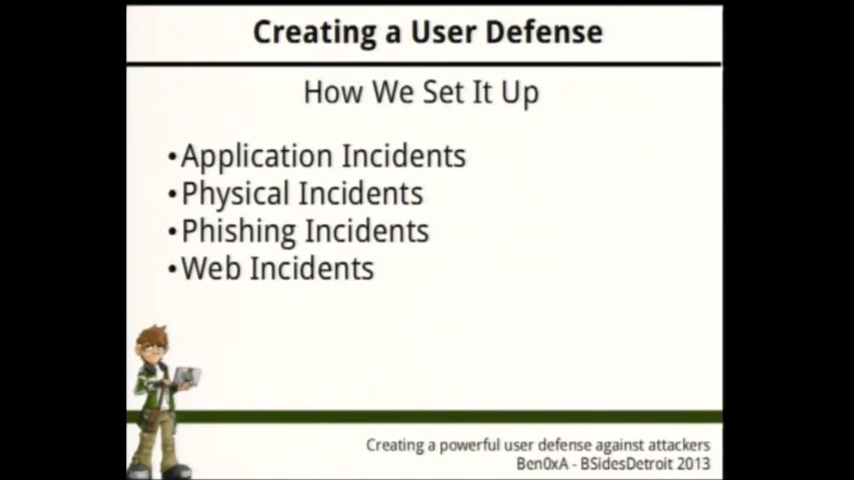 Creating a User Defense
How We Set It Up
•Application Incidents
•Physical Incidents
•Phishing Incidents
•Web Incidents
Creating a powerful user defense against attackers
Ben0xA - BSidesDetroit 2013